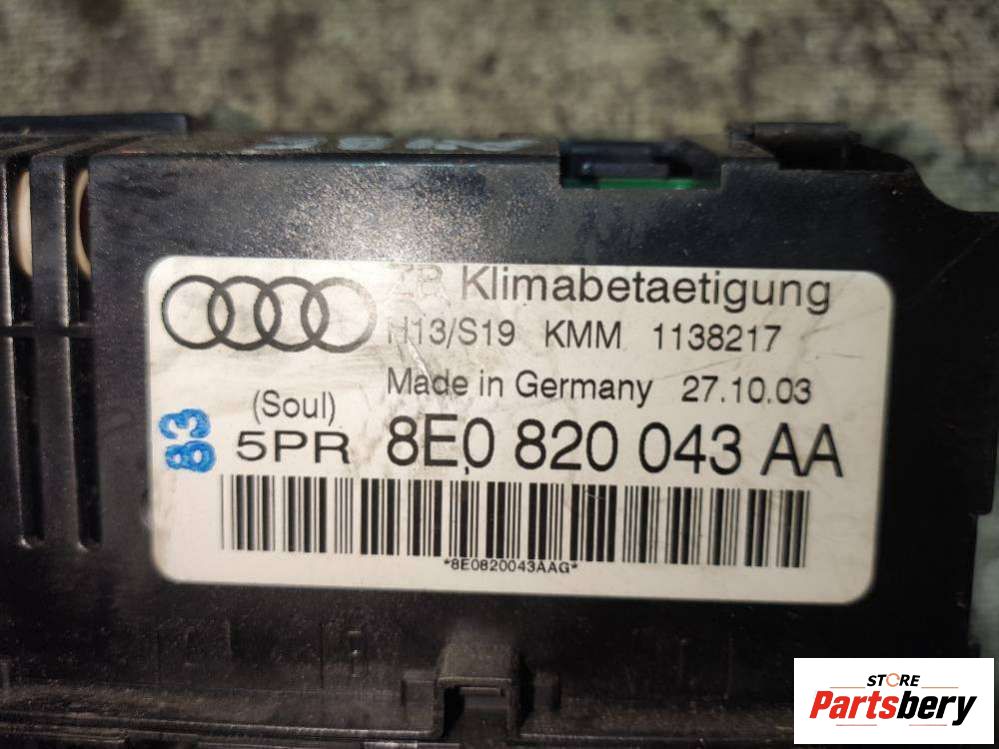 ZB Klimabetaetigung
H13/S19 KMM 1138217
Made in Germany 27.10.03
(Soul)
83
5PR 8E0 820 043 AA
*8E0820043AAG*
STORE
Partsbery